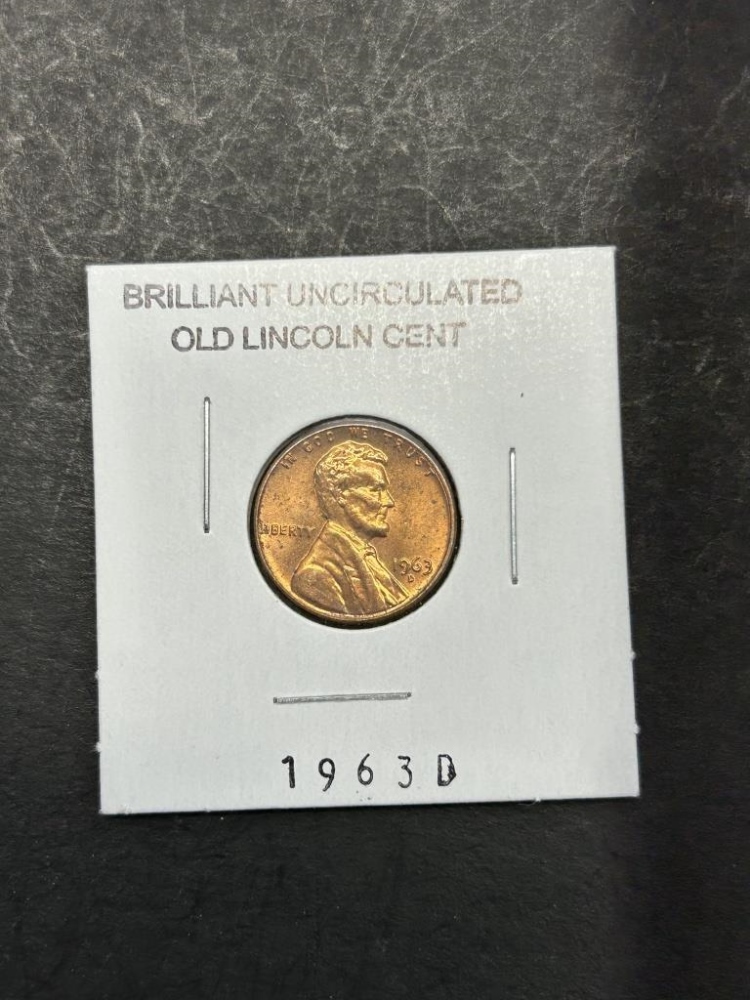 BRILLIANT UNCIRCULATED
OLD LINCOLN CENT
IN GOD WE TRUST
LIBERTY
1963
D
1963D